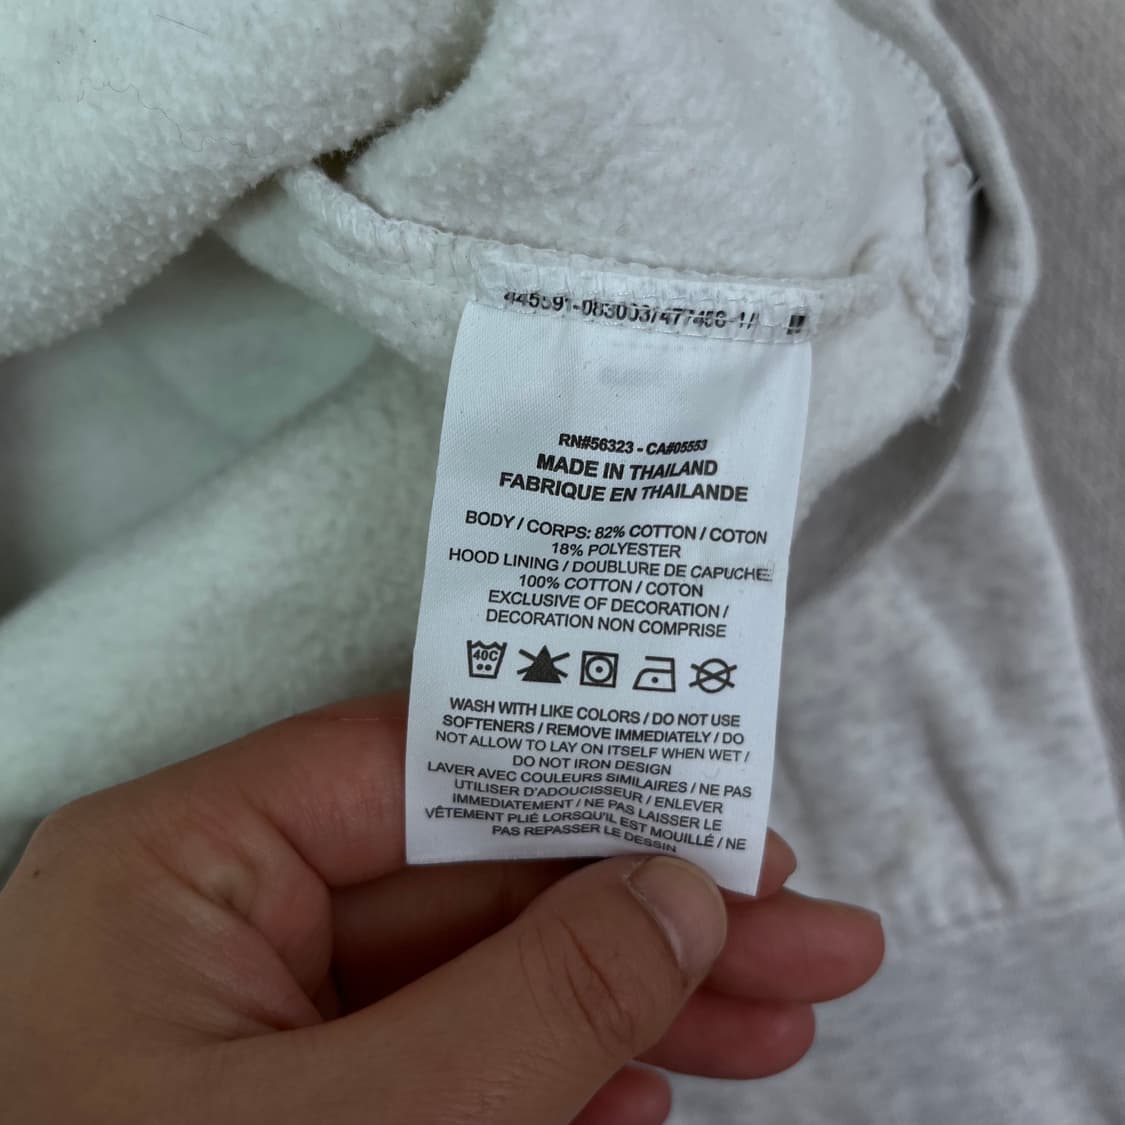 RN#56323 - CA#05553
MADE IN THAILAND
FABRIQUE EN THAILANDE
BODY / CORPS: 82% COTTON / COTON
18% POLYESTER
HOOD LINING / DOUBLURE DE CAPUCHE:
100% COTTON / COTON
EXCLUSIVE OF DECORATION /
DECORATION NON COMPRISE
40C
WASH WITH LIKE COLORS / DO NOT USE
SOFTENERS / REMOVE IMMEDIATELY / DO
NOT ALLOW TO LAY ON ITSELF WHEN WET /
DO NOT IRON DESIGN
LAVER AVEC COULEURS SIMILAIRES / NE PAS
UTILISER D'ADOUCISSEUR / ENLEVER
IMMEDIATEMENT / NE PAS LAISSER LE
VÊTEMENT PLIÉ LORSQU'IL EST MOUILLÉ / NE
PAS REPASSER LE DESSIN